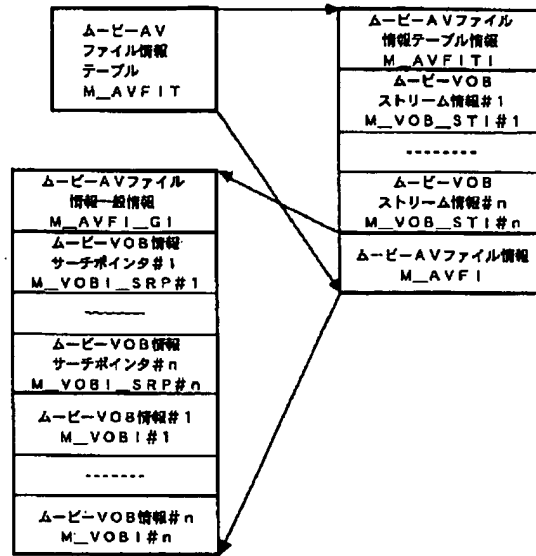 ムービーAV
ファイル情報
テーブル
M_AVFIT
ムービーAVファイル
情報テーブル情報
M_AVFITI
ムービーVOB
ストリーム情報#1
M_VOB_STI#1
ムービーVOB
ストリーム情報#n
M_VOB_STI#n
ムービーAVファイル情報
M_AVFI
ムービーAVファイル
情報一般情報
M_AVFI_GI
ムービーVOB情報
サーチポインタ#1
M_VOBI_SRP#1
ムービーVOB情報
サーチポインタ#n
M_VOBI_SRP#n
ムービーVOB情報#1
M_VOBI#1
ムービーVOB情報#n
M_VOBI#n